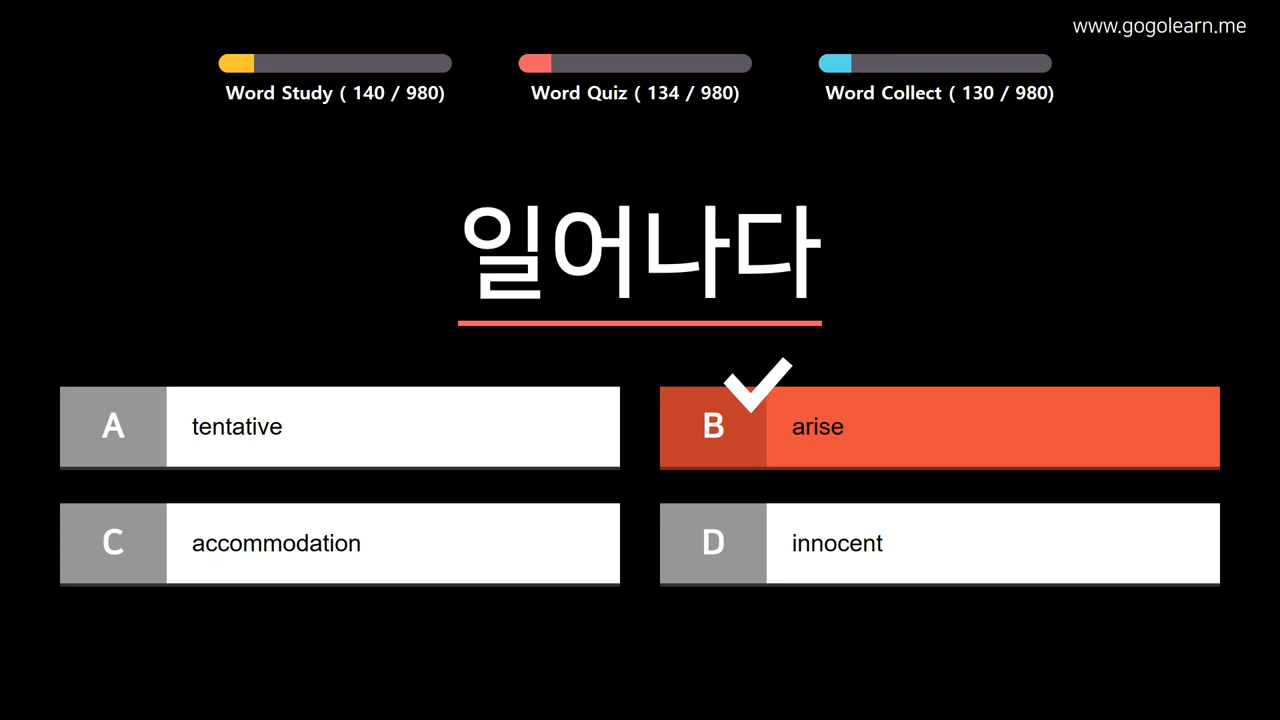 www.gogolearn.me
Word Study ( 140 / 980)
Word Quiz ( 134 / 980)
Word Collect ( 130 / 980)
일어나다
A tentative
B arise
C accommodation
D innocent